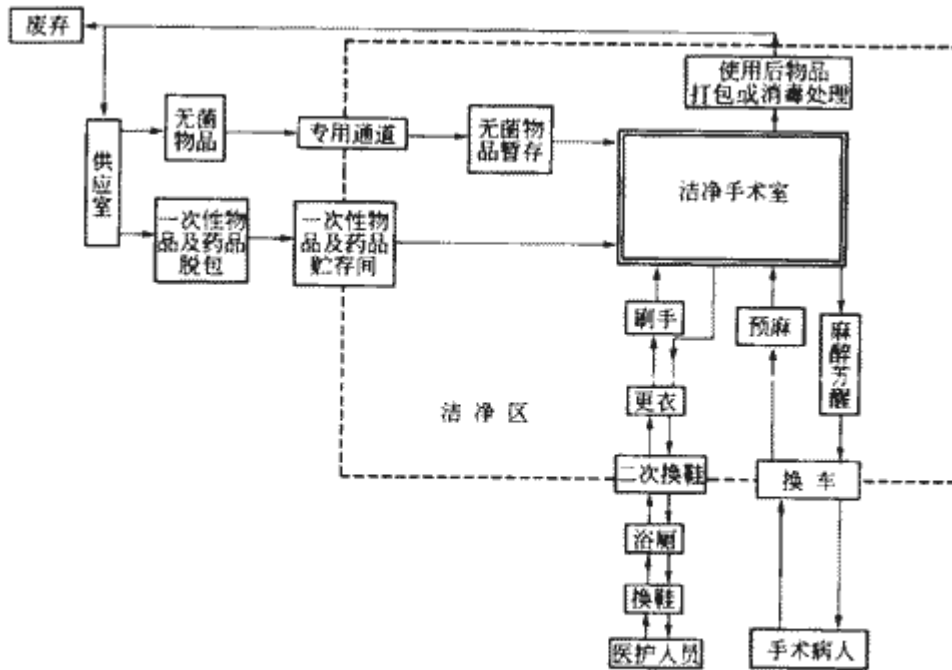 废弃
使用后物品
打包或消毒处理
无菌
物品
专用通道
无菌物
品暂存
供应室
洁净手术室
一次性物
品及药品
脱包
一次性物
品及药品
贮存间
刷手
预麻
麻醉芳醒
更衣
洁净区
二次换鞋
换车
浴厕
换鞋
医护人员
手术病人